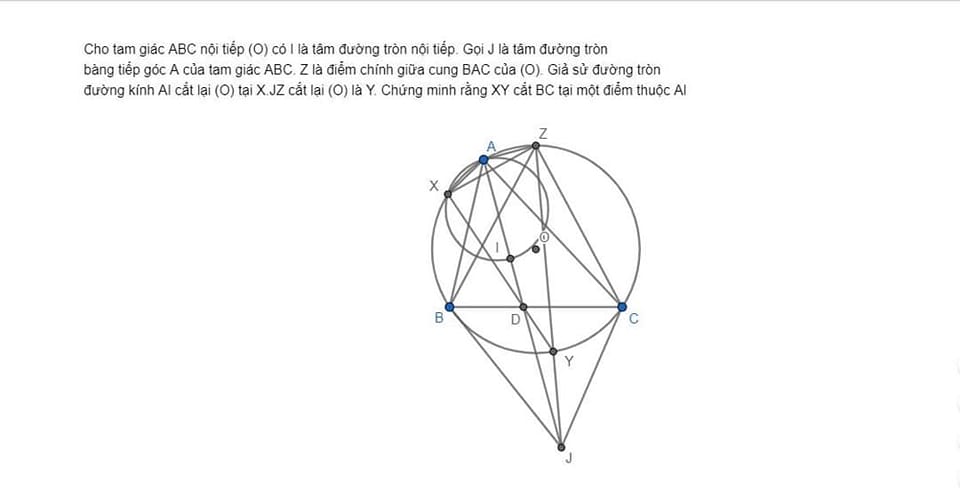 Cho tam giác ABC nội tiếp (O) có I là tâm đường tròn nội tiếp. Gọi J là tâm đường tròn
bàng tiếp góc A của tam giác ABC. Z là điểm chính giữa cung BAC của (O). Giả sử đường tròn
đường kính AI cắt lại (O) tại X.JZ cắt lại (O) là Y. Chứng minh rằng XY cắt BC tại một điểm thuộc AI
Z
A
X
O
I
B
D
C
Y
J